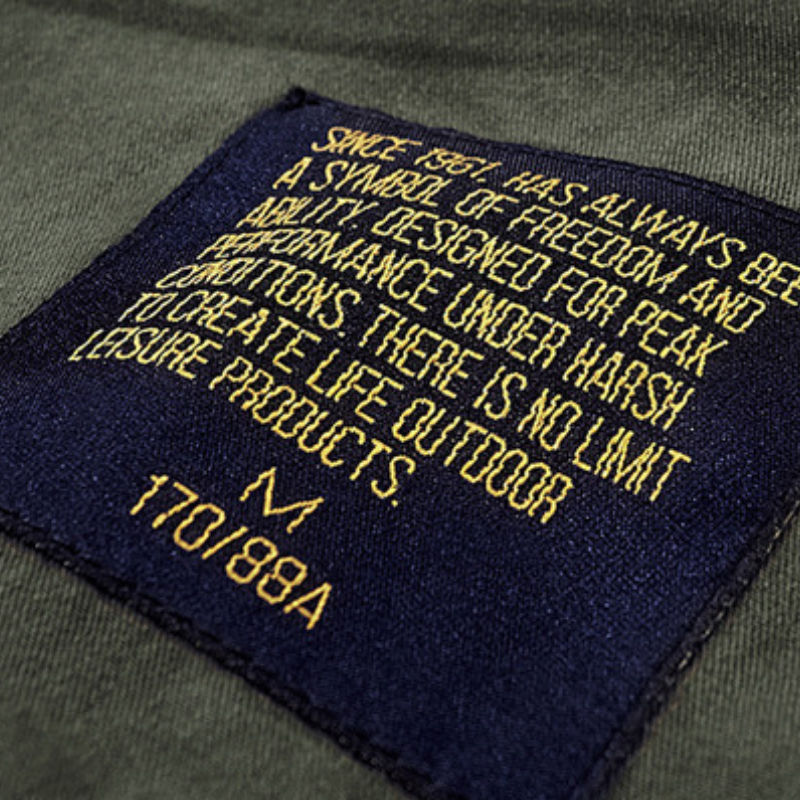 SINCE 1961. HAS ALWAYS BEE
A SYMBOL OF FREEDOM AND
ABILITY. DESIGNED FOR PEAK
PERFORMANCE UNDER HARSH
CONDITIONS. THERE IS NO LIMIT
TO CREATE LIFE OUTDOOR
LEISURE PRODUCTS.
M
170/88A